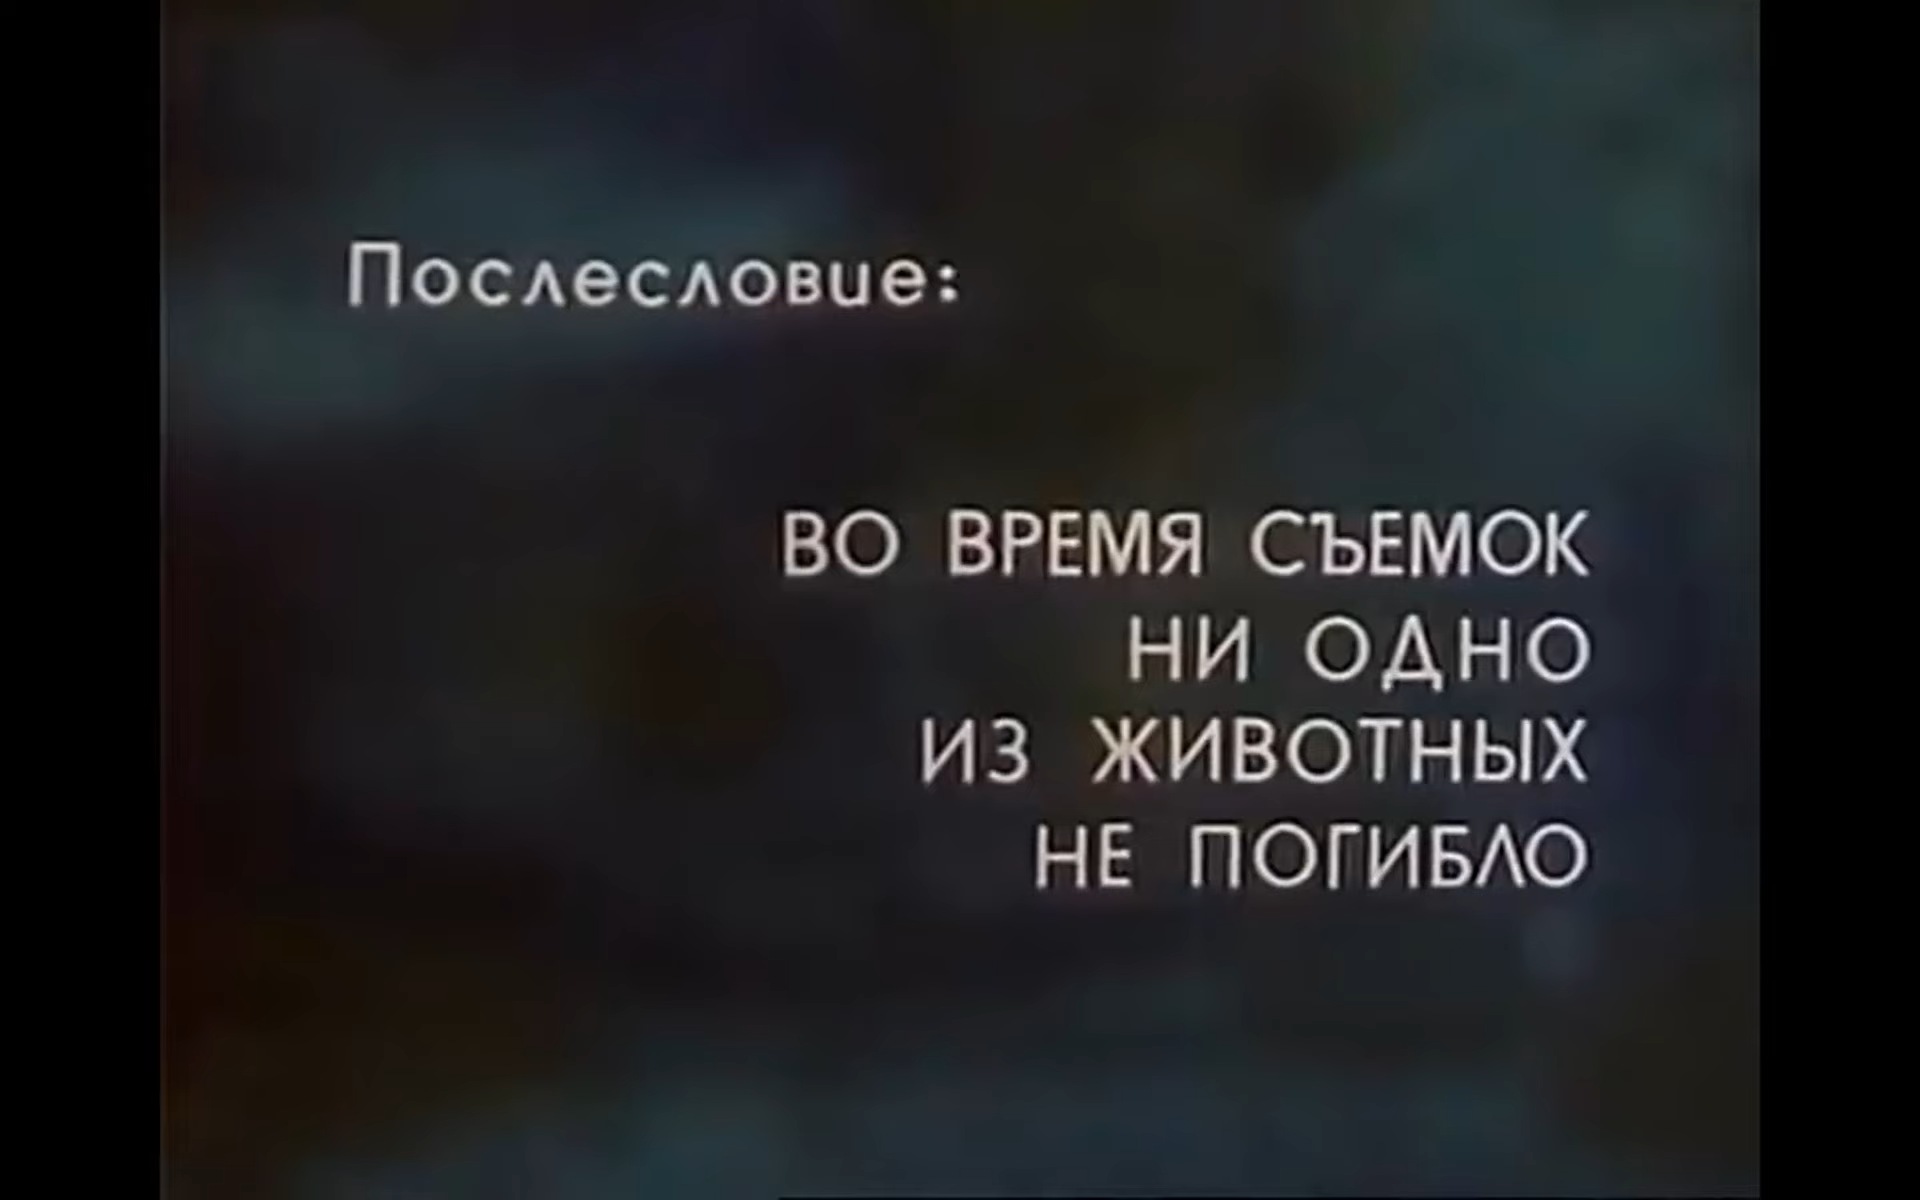 Послесловие:
ВО ВРЕМЯ СЪЕМОК
НИ ОДНО
ИЗ ЖИВОТНЫХ
НЕ ПОГИБЛО